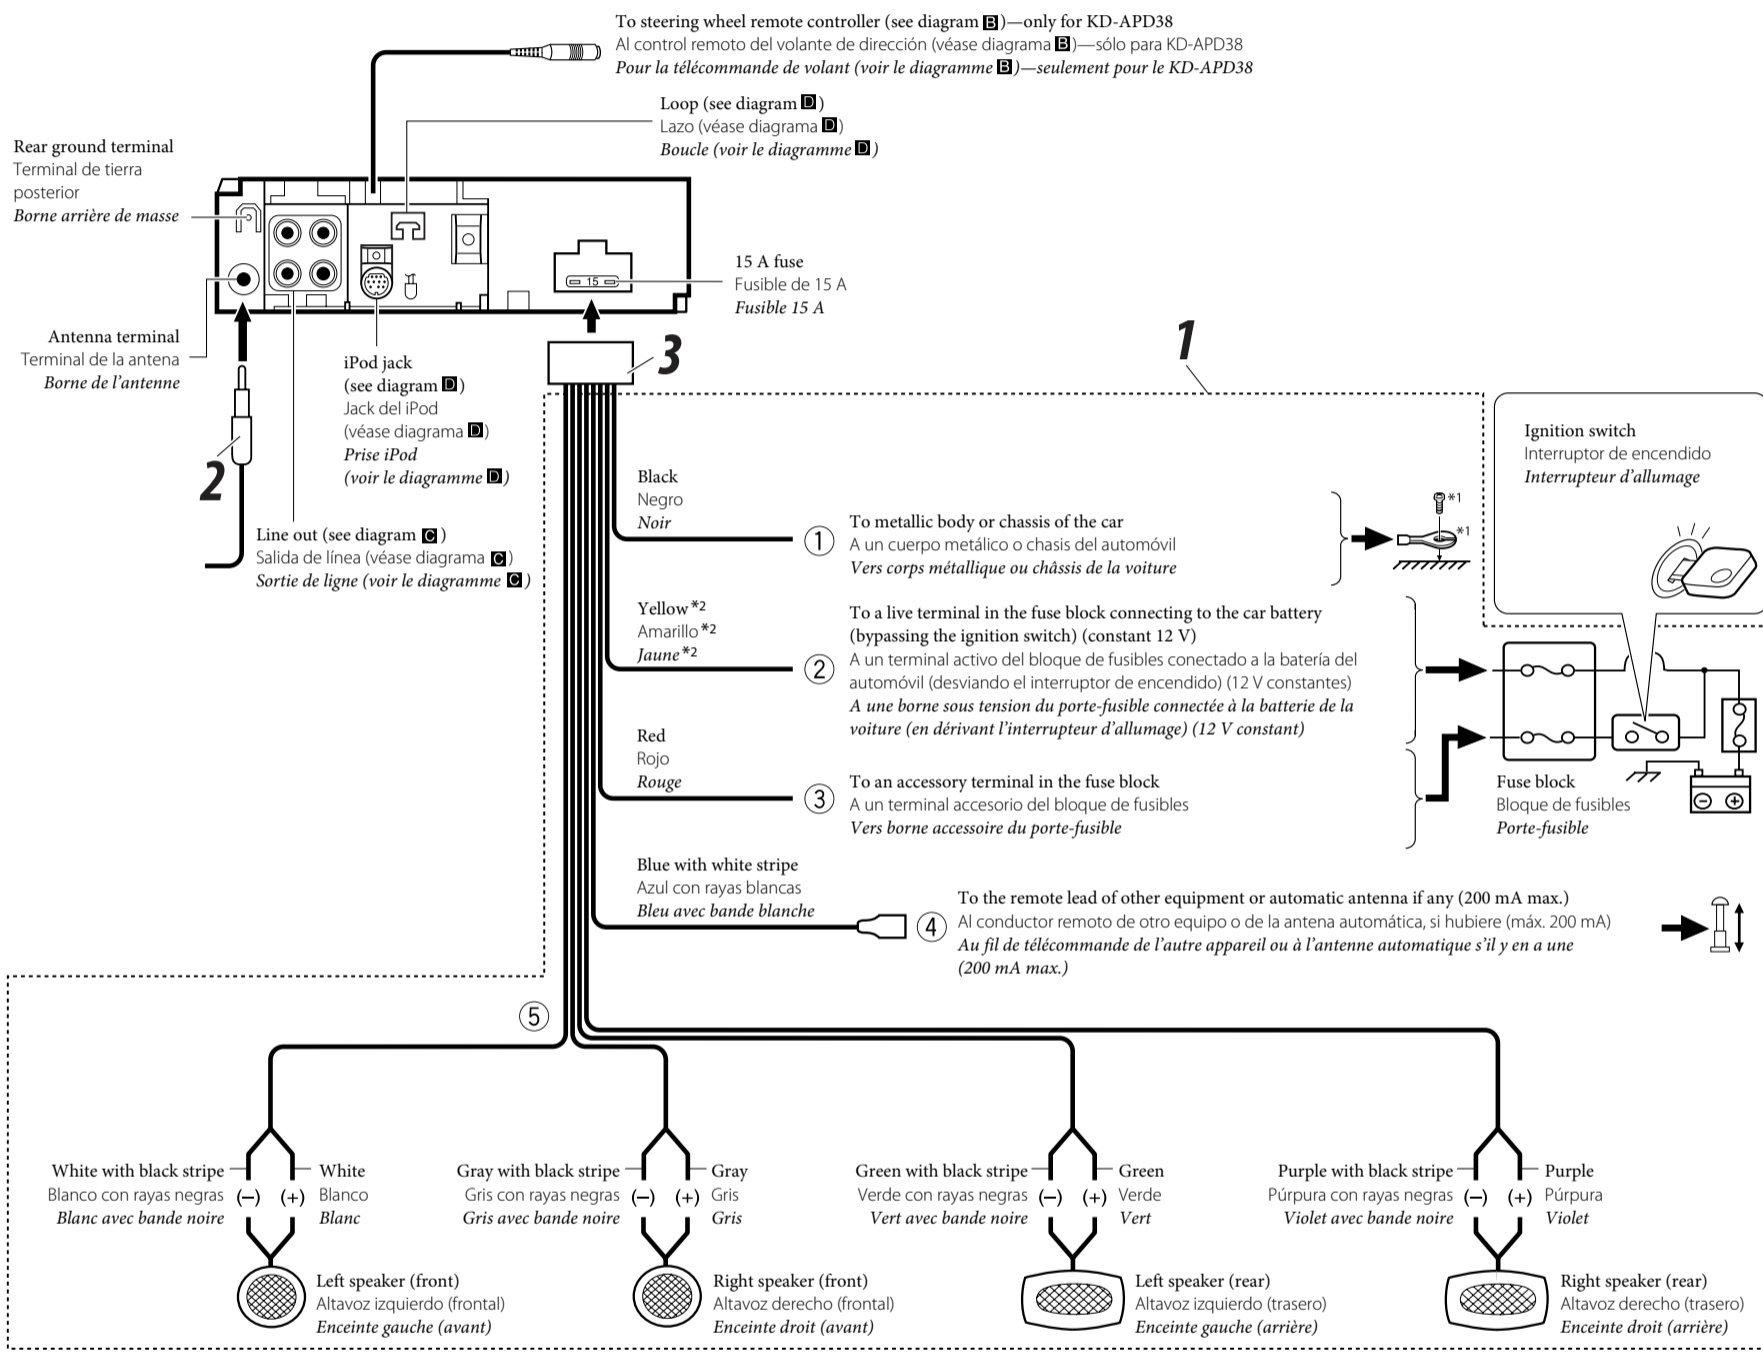 To steering wheel remote controller (see diagram B)—only for KD-APD38
Al control remoto del volante de dirección (véase diagrama B)—sólo para KD-APD38
Pour la télécommande de volant (voir le diagramme B)—seulement pour le KD-APD38
Loop (see diagram D)
Lazo (véase diagrama D)
Boucle (voir le diagramme D)
Rear ground terminal
Terminal de tierra
posterior
Borne arrière de masse
15
15 A fuse
Fusible de 15 A
Fusible 15 A
Antenna terminal
Terminal de la antena
Borne de l'antenne
iPod jack
(see diagram D)
Jack del iPod
(véase diagrama D)
Prise iPod
(voir le diagramme D)
3
1
2
Line out (see diagram C)
Salida de línea (véase diagrama C)
Sortie de ligne (voir le diagramme C)
Ignition switch
Interruptor de encendido
Interrupteur d'allumage
Black
Negro
Noir
①
To metallic body or chassis of the car
A un cuerpo metálico o chasis del automóvil
Vers corps métallique ou châssis de la voiture
*1
*1
Yellow*2
Amarillo*2
Jaune*2
②
To a live terminal in the fuse block connecting to the car battery
(bypassing the ignition switch) (constant 12 V)
A un terminal activo del bloque de fusibles conectado a la batería del
automóvil (desviando el interruptor de encendido) (12 V constantes)
A une borne sous tension du porte-fusible connectée à la batterie de la
voiture (en dérivant l'interrupteur d'allumage) (12 V constant)
Red
Rojo
Rouge
③
To an accessory terminal in the fuse block
A un terminal accesorio del bloque de fusibles
Vers borne accessoire du porte-fusible
Fuse block
Bloque de fusibles
Porte-fusible
Blue with white stripe
Azul con rayas blancas
Bleu avec bande blanche
④
To the remote lead of other equipment or automatic antenna if any (200 mA max.)
Al conductor remoto de otro equipo o de la antena automática, si hubiere (máx. 200 mA)
Au fil de télécommande de l'autre appareil ou à l'antenne automatique s'il y en a une
(200 mA max.)
⑤
White with black stripe
Blanco con rayas negras
Blanc avec bande noire
(−) (+)
White
Blanco
Blanc
Gray with black stripe
Gris con rayas negras
Gris avec bande noire
(−) (+)
Gray
Gris
Gris
Green with black stripe
Verde con rayas negras
Vert avec bande noire
(−) (+)
Green
Verde
Vert
Purple with black stripe
Púrpura con rayas negras
Violet avec bande noire
(−) (+)
Purple
Púrpura
Violet
Left speaker (front)
Altavoz izquierdo (frontal)
Enceinte gauche (avant)
Right speaker (front)
Altavoz derecho (frontal)
Enceinte droit (avant)
Left speaker (rear)
Altavoz izquierdo (trasero)
Enceinte gauche (arrière)
Right speaker (rear)
Altavoz derecho (trasero)
Enceinte droit (arrière)